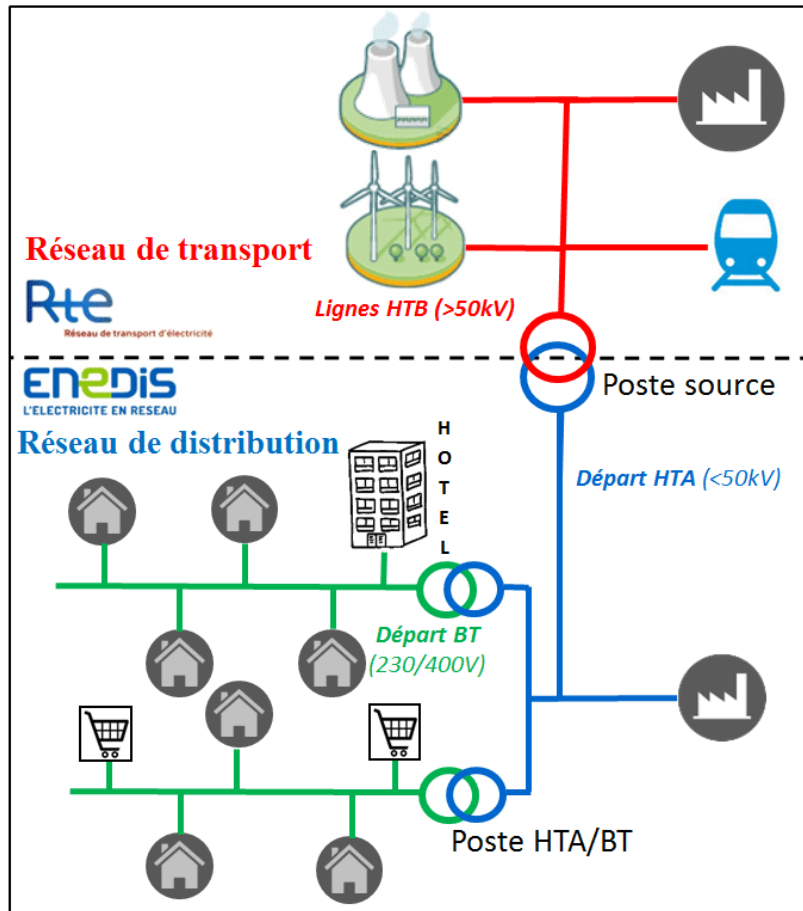 Réseau de transport
Rte
Réseau de transport d'électricité
Lignes HTB (>50kV)
Poste source
ENEDIS
L'ELECTRICITE EN RESEAU
Réseau de distribution
HOTEL
Départ HTA (<50kV)
Départ BT
(230/400V)
Poste HTA/BT